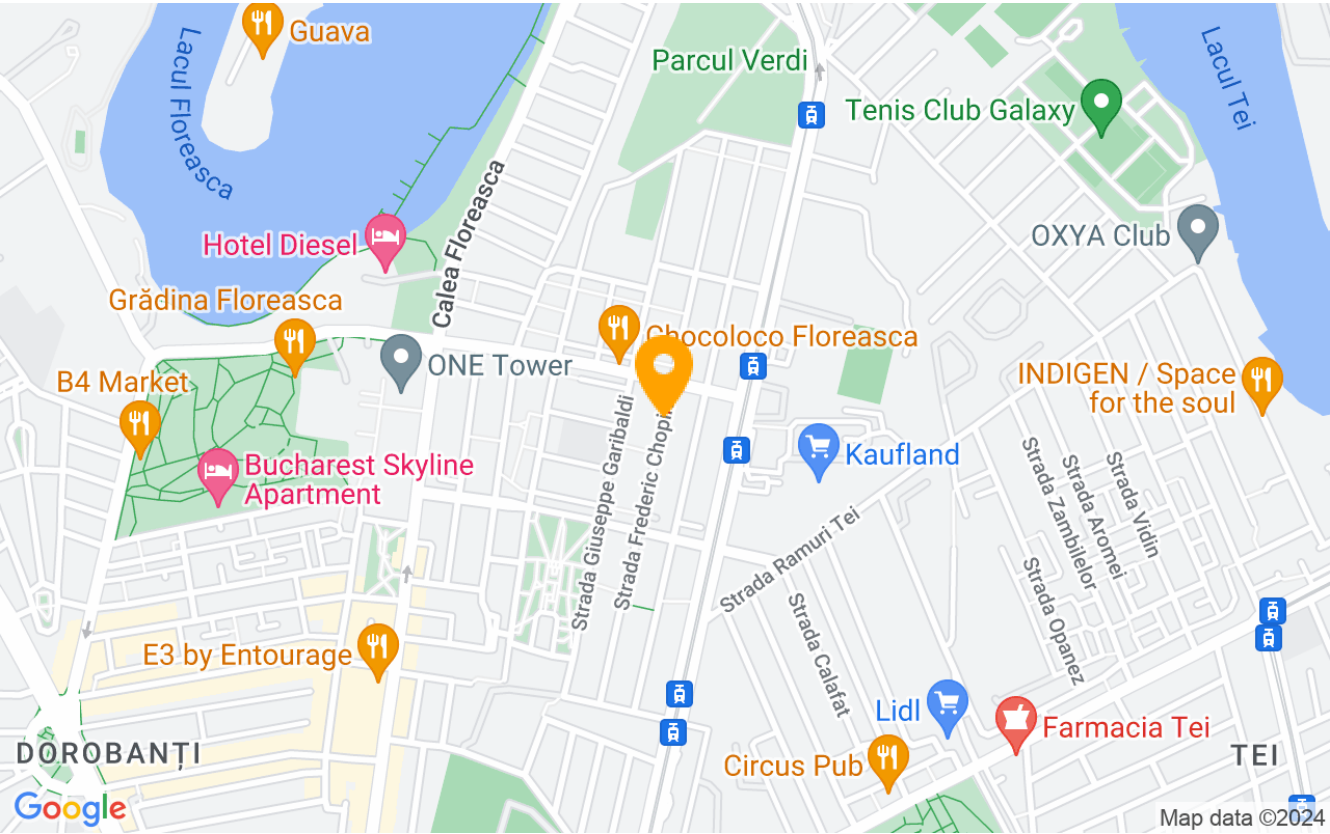 Guava
Lacul Floreasca
Parcul Verdi
Tenis Club Galaxy
Lacul Tei
Calea Floreasca
Hotel Diesel
OXYA Club
Grădina Floreasca
Chocoloco Floreasca
ONE Tower
B4 Market
INDIGEN / Space
for the soul
Strada Giuseppe Garibaldi
Strada Frederic Chopin
Kaufland
Bucharest Skyline
Apartment
Strada Ramuri Tei
Strada Zambilelor
Strada Aromei
Strada Vidin
Strada Opanez
Strada Calafat
E3 by Entourage
Lidl
Farmacia Tei
DOROBANȚI
Circus Pub
TEI
Google
Map data ©2024